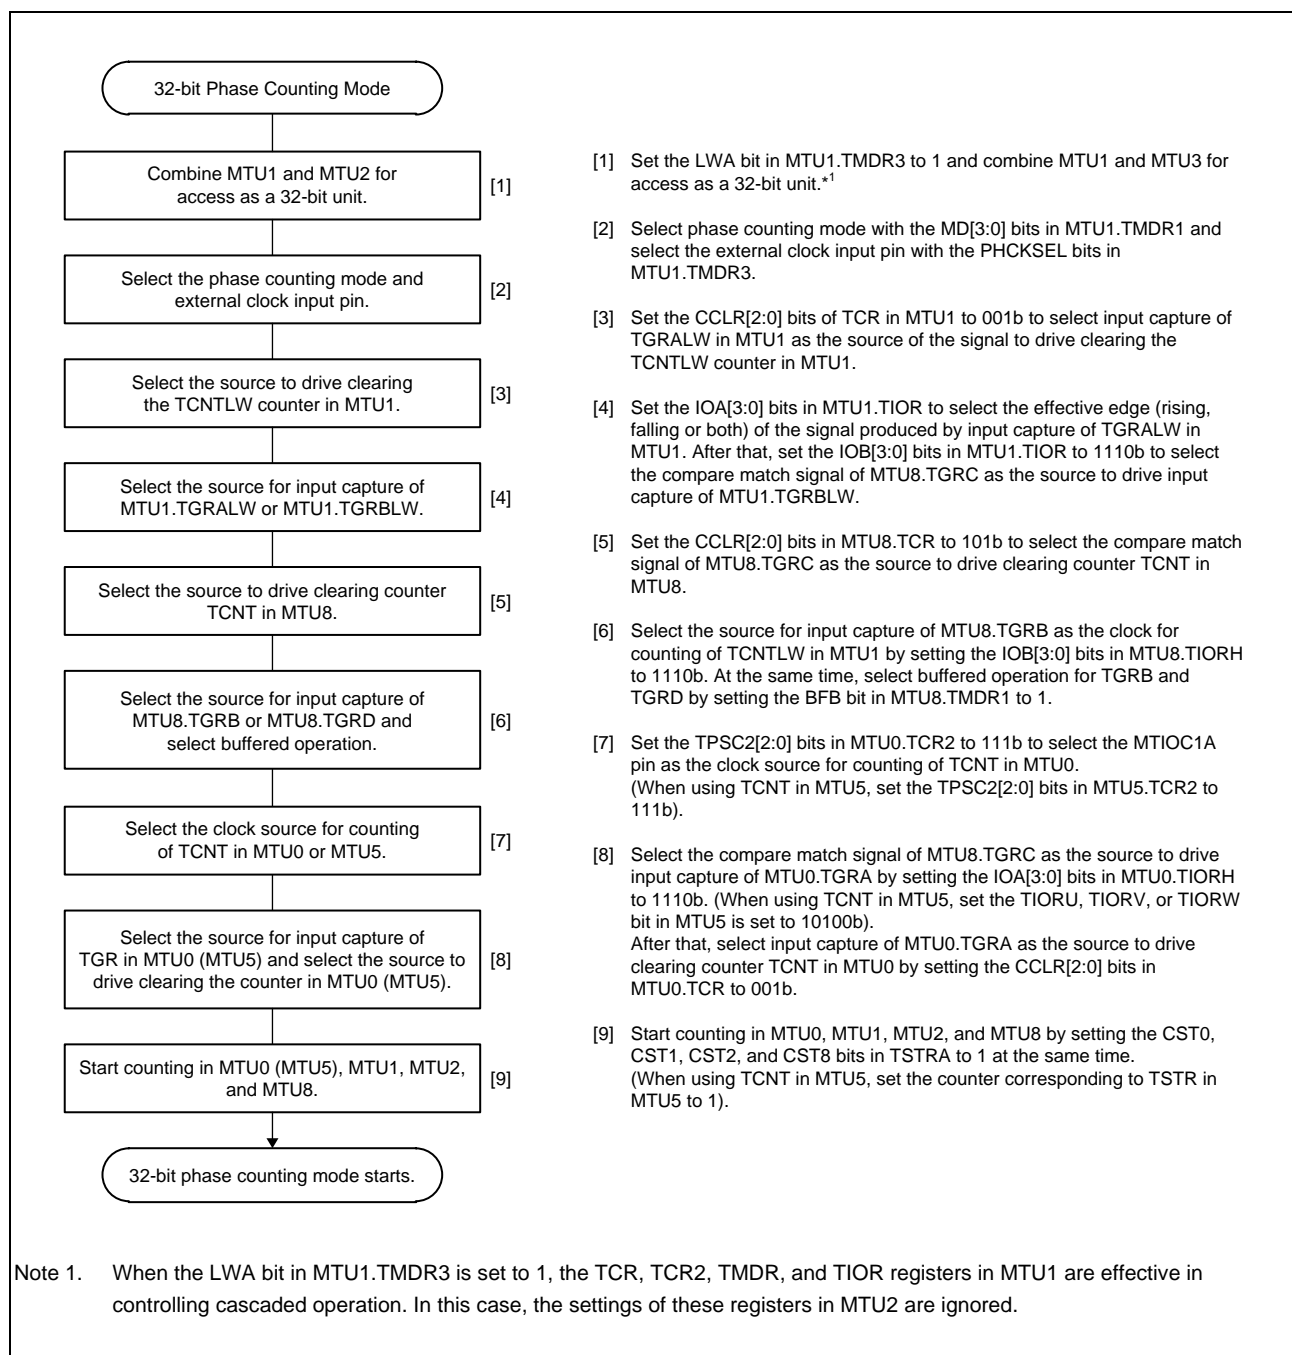 32-bit Phase Counting Mode
Combine MTU1 and MTU2 for
access as a 32-bit unit.
[1]
Select the phase counting mode and
external clock input pin.
[2]
Select the source to drive clearing
the TCNTLW counter in MTU1.
[3]
Select the source for input capture of
MTU1.TGRALW or MTU1.TGRBLW.
[4]
Select the source to drive clearing counter
TCNT in MTU8.
[5]
Select the source for input capture of
MTU8.TGRB or MTU8.TGRD and
select buffered operation.
[6]
Select the clock source for counting
of TCNT in MTU0 or MTU5.
[7]
Select the source for input capture of
TGR in MTU0 (MTU5) and select the source to
drive clearing the counter in MTU0 (MTU5).
[8]
Start counting in MTU0 (MTU5), MTU1, MTU2,
and MTU8.
[9]
32-bit phase counting mode starts.
[1] Set the LWA bit in MTU1.TMDR3 to 1 and combine MTU1 and MTU3 for
access as a 32-bit unit.*1
[2] Select phase counting mode with the MD[3:0] bits in MTU1.TMDR1 and
select the external clock input pin with the PHCKSEL bits in
MTU1.TMDR3.
[3] Set the CCLR[2:0] bits of TCR in MTU1 to 001b to select input capture of
TGRALW in MTU1 as the source of the signal to drive clearing the
TCNTLW counter in MTU1.
[4] Set the IOA[3:0] bits in MTU1.TIOR to select the effective edge (rising,
falling or both) of the signal produced by input capture of TGRALW in
MTU1. After that, set the IOB[3:0] bits in MTU1.TIOR to 1110b to select
the compare match signal of MTU8.TGRC as the source to drive input
capture of MTU1.TGRBLW.
[5] Set the CCLR[2:0] bits in MTU8.TCR to 101b to select the compare match
signal of MTU8.TGRC as the source to drive clearing counter TCNT in
MTU8.
[6] Select the source for input capture of MTU8.TGRB as the clock for
counting of TCNTLW in MTU1 by setting the IOB[3:0] bits in MTU8.TIORH
to 1110b. At the same time, select buffered operation for TGRB and
TGRD by setting the BFB bit in MTU8.TMDR1 to 1.
[7] Set the TPSC2[2:0] bits in MTU0.TCR2 to 111b to select the MTIOC1A
pin as the clock source for counting of TCNT in MTU0.
(When using TCNT in MTU5, set the TPSC2[2:0] bits in MTU5.TCR2 to
111b).
[8] Select the compare match signal of MTU8.TGRC as the source to drive
input capture of MTU0.TGRA by setting the IOA[3:0] bits in MTU0.TIORH
to 1110b. (When using TCNT in MTU5, set the TIORU, TIORV, or TIORW
bit in MTU5 is set to 10100b).
After that, select input capture of MTU0.TGRA as the source to drive
clearing counter TCNT in MTU0 by setting the CCLR[2:0] bits in
MTU0.TCR to 001b.
[9] Start counting in MTU0, MTU1, MTU2, and MTU8 by setting the CST0,
CST1, CST2, and CST8 bits in TSTRA to 1 at the same time.
(When using TCNT in MTU5, set the counter corresponding to TSTR in
MTU5 to 1).
Note 1. When the LWA bit in MTU1.TMDR3 is set to 1, the TCR, TCR2, TMDR, and TIOR registers in MTU1 are effective in
controlling cascaded operation. In this case, the settings of these registers in MTU2 are ignored.